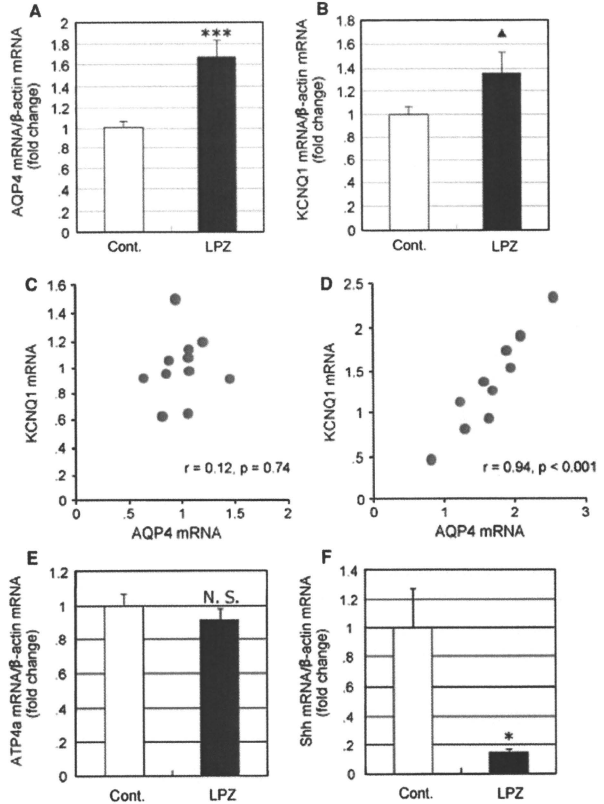 A
AQP4 mRNA/β-actin mRNA
(fold change)
2
1.8
1.6
1.4
1.2
1
.8
.6
.4
.2
0
***
Cont.
LPZ
B
KCNQ1 mRNA/β-actin mRNA
(fold change)
1.8
1.6
1.4
1.2
1
.8
.6
.4
.2
0
▲
Cont.
LPZ
C
KCNQ1 mRNA
1.6
1.4
1.2
1
.8
.6
.4
.2
0
r = 0.12, p = 0.74
0
.5
1
1.5
2
AQP4 mRNA
D
KCNQ1 mRNA
2.5
2
1.5
1
.5
0
r = 0.94, p < 0.001
0
1
2
3
AQP4 mRNA
E
ATP4a mRNA/β-actin mRNA
(fold change)
1.2
1
.8
.6
.4
.2
0
N. S.
Cont.
LPZ
F
Shh mRNA/β-actin mRNA
(fold change)
1.4
1.2
1
.8
.6
.4
.2
0
*
Cont.
LPZ